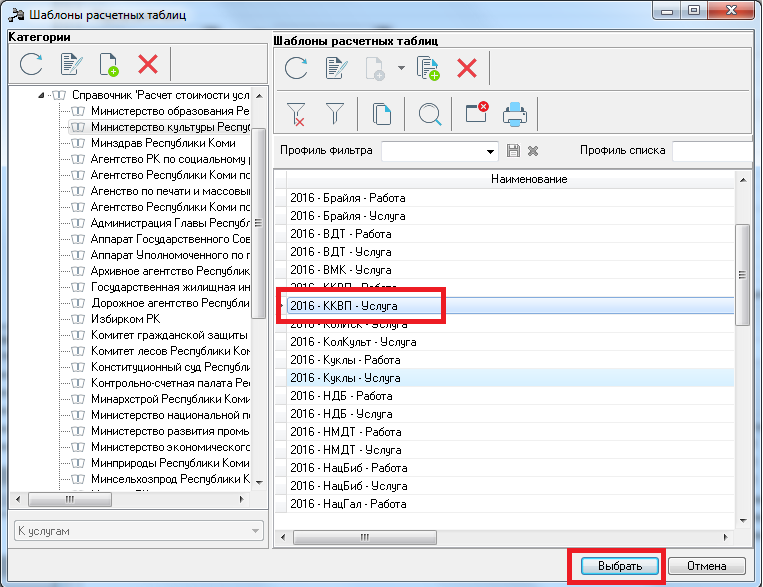 Шаблоны расчетных таблиц
Категории
Справочник 'Расчет стоимости усл
Министерство образования Ре
Министерство культуры Респу
Минздрав Республики Коми
Агентство РК по социальному
Агентство Республики Коми по
Агенство по печати и массовы
Агентство Республики Коми по
Администрация Главы Республ
Аппарат Государственного Сов
Аппарат Уполномоченного по п
Архивное агентство Республик
Государственная жилищная ин
Дорожное агентство Республи
Избирком РК
Комитет гражданской защиты
Комитет лесов Республики Ко
Конституционный суд Республи
Контрольно-счетная палата Рес
Минархстрой Республики Коми
Министерство национальной п
Министерство развития промь
Министерство экономического
Минприроды Республики Коми
Минсельхозпрод Республики К
К услугам
Шаблоны расчетных таблиц
Профиль фильтра
Профиль списка
Наименование
2016 - Брайля - Работа
2016 - Брайля - Услуга
2016 - ВДТ - Работа
2016 - ВДТ - Услуга
2016 - ВМК - Услуга
2016 - ККВП - Работа
2016 - ККВП - Услуга
2016 - КолИск - Услуга
2016 - КолКульт - Услуга
2016 - Куклы - Работа
2016 - Куклы - Услуга
2016 - НДБ - Работа
2016 - НДБ - Услуга
2016 - НМДТ - Работа
2016 - НМДТ - Услуга
2016 - НацБиб - Работа
2016 - НацБиб - Услуга
2016 - НацГал - Работа
Выбрать
Отмена